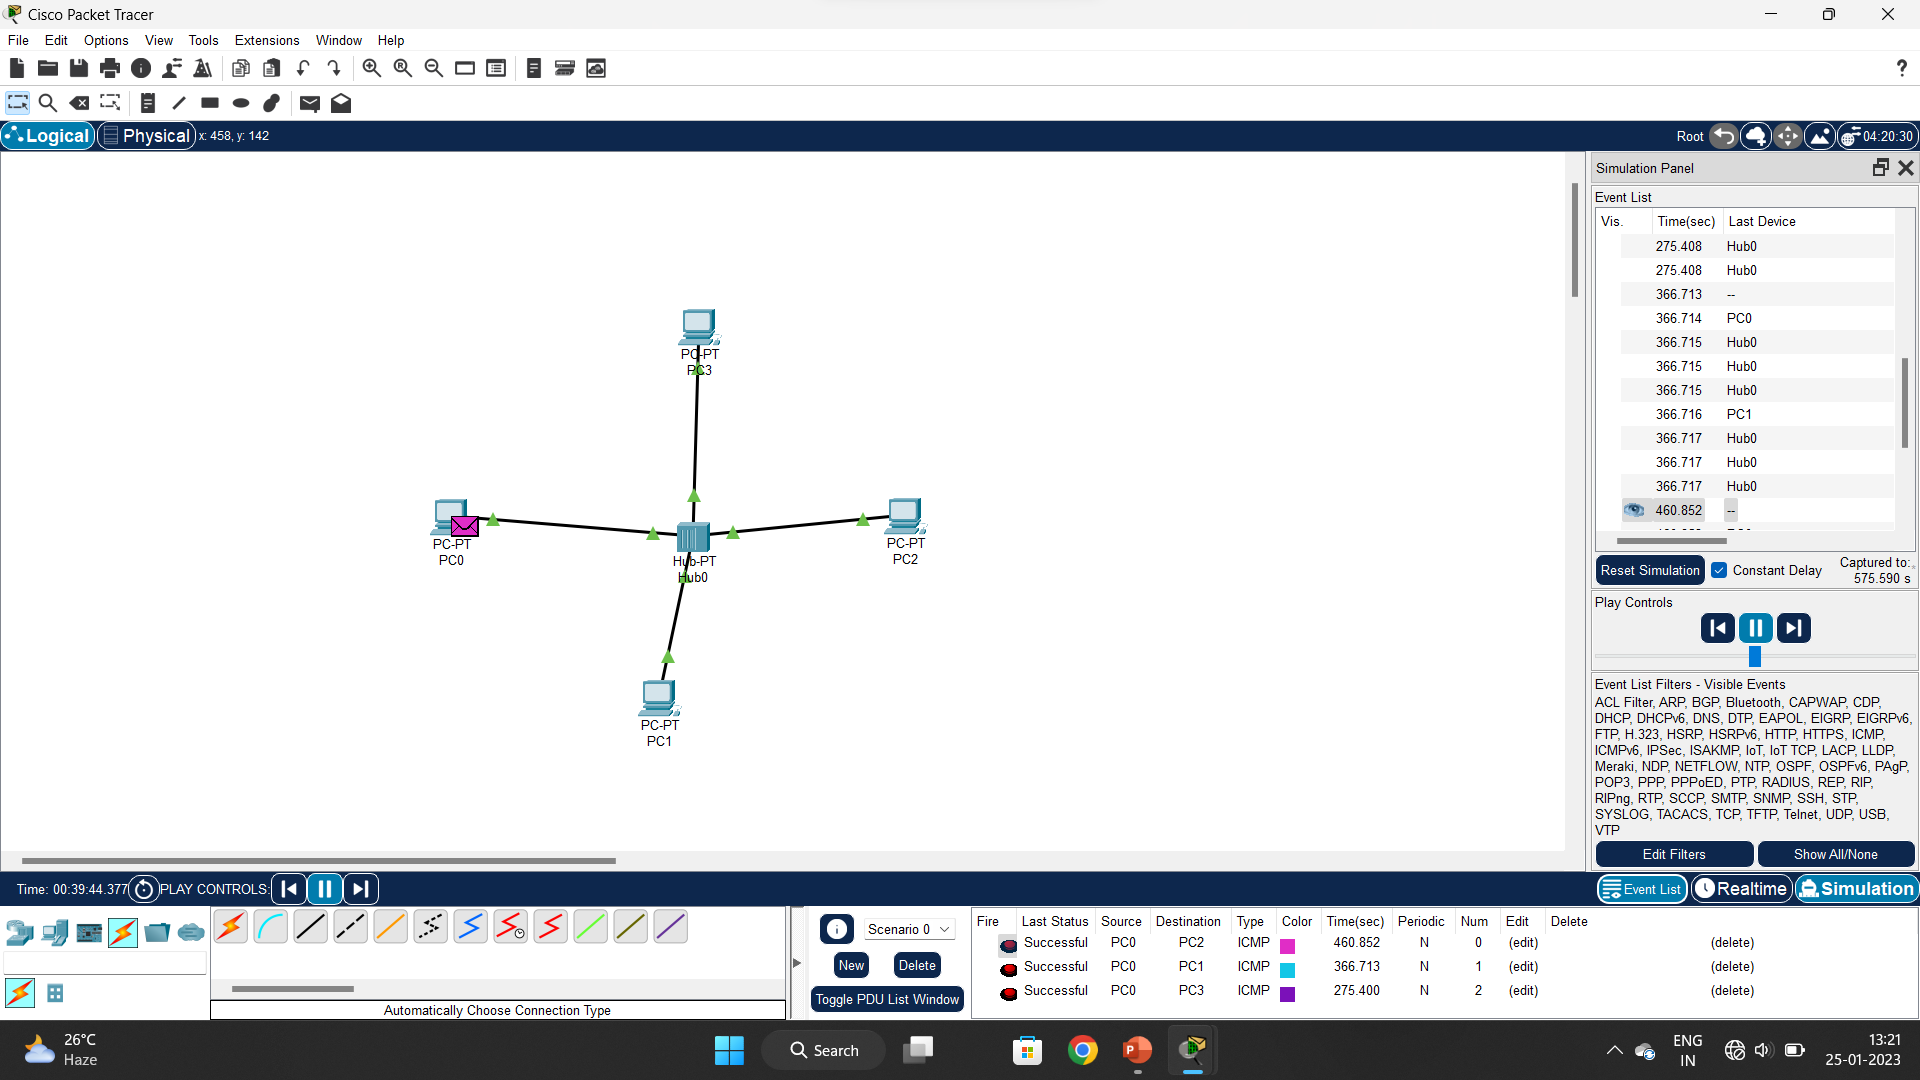 Cisco Packet Tracer
File Edit Options View Tools Extensions Window Help
?
Logical Physical x: 458, y: 142 Root 04:20:30
Simulation Panel
Event List
Vis. Time(sec) Last Device
275.408 Hub0
275.408 Hub0
366.713 --
366.714 PC0
366.715 Hub0
366.715 Hub0
366.715 Hub0
366.716 PC1
366.717 Hub0
366.717 Hub0
366.717 Hub0
460.852 --
Reset Simulation Constant Delay Captured to:
575.590 s
Play Controls
Event List Filters - Visible Events
ACL Filter, ARP, BGP, Bluetooth, CAPWAP, CDP,
DHCP, DHCPv6, DNS, DTP, EAPOL, EIGRP, EIGRPv6,
FTP, H.323, HSRP, HSRPv6, HTTP, HTTPS, ICMP,
ICMPv6, IPSec, ISAKMP, IoT, IoT TCP, LACP, LLDP,
Meraki, NDP, NETFLOW, NTP, OSPF, OSPFv6, PAgP,
POP3, PPP, PPPoED, PTP, RADIUS, REP, RIP,
RIPng, RTP, SCCP, SMTP, SNMP, SSH, STP,
SYSLOG, TACACS, TCP, TFTP, Telnet, UDP, USB,
VTP
Edit Filters Show All/None
PC-PT
PC3
PC-PT
PC0
Hub-PT
Hub0
PC-PT
PC2
PC-PT
PC1
Time: 00:39:44.377 PLAY CONTROLS: Event List Realtime Simulation
Automatically Choose Connection Type
Scenario 0
New Delete
Toggle PDU List Window
Fire Last Status Source Destination Type Color Time(sec) Periodic Num Edit Delete
Successful PC0 PC2 ICMP 460.852 N 0 (edit) (delete)
Successful PC0 PC1 ICMP 366.713 N 1 (edit) (delete)
Successful PC0 PC3 ICMP 275.400 N 2 (edit) (delete)
26°C
Haze
Search
ENG
IN
13:21
25-01-2023